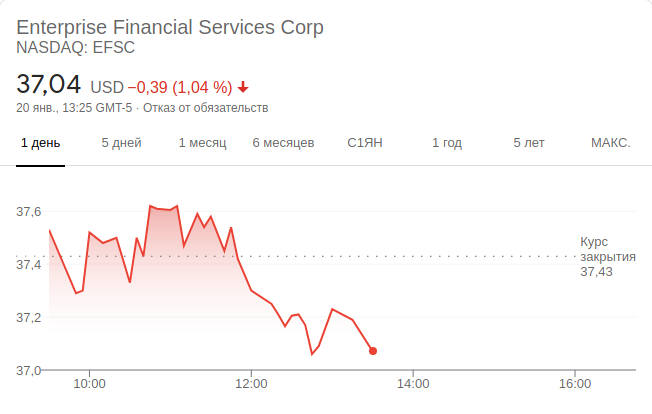 Enterprise Financial Services Corp
NASDAQ: EFSC
37,04 USD −0,39 (1,04 %)
20 янв., 13:25 GMT-5 · Отказ от обязательств
1 день 5 дней 1 месяц 6 месяцев С1ЯН 1 год 5 лет МАКС.
37,6
Курс
37,4 закрытия
37,43
37,2
37,0
10:00 12:00 14:00 16:00